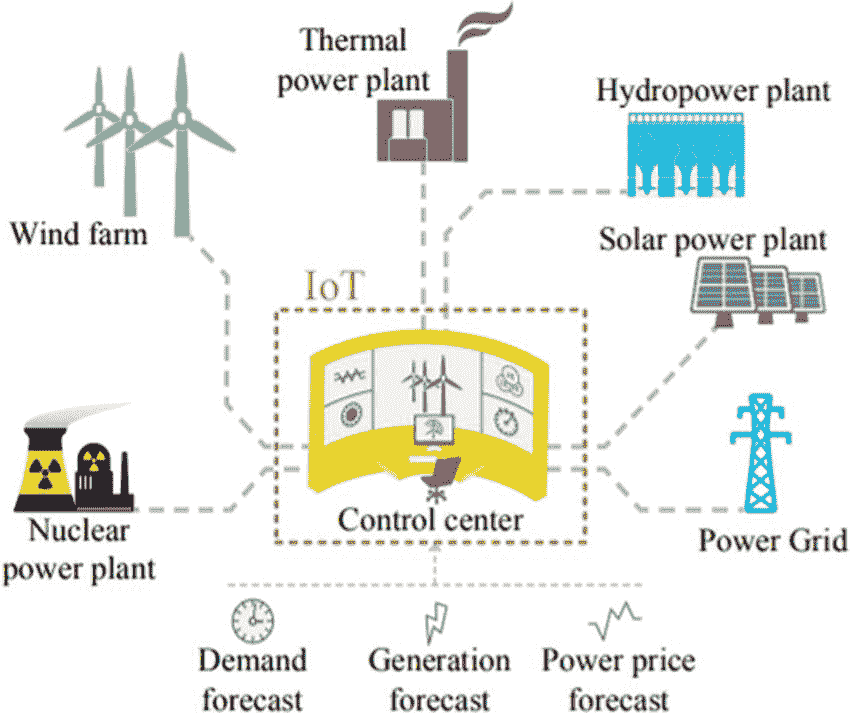 Thermal
power plant
Hydropower plant
Wind farm
Solar power plant
IoT
Control center
Nuclear
power plant
Power Grid
Demand
forecast
Generation
forecast
Power price
forecast